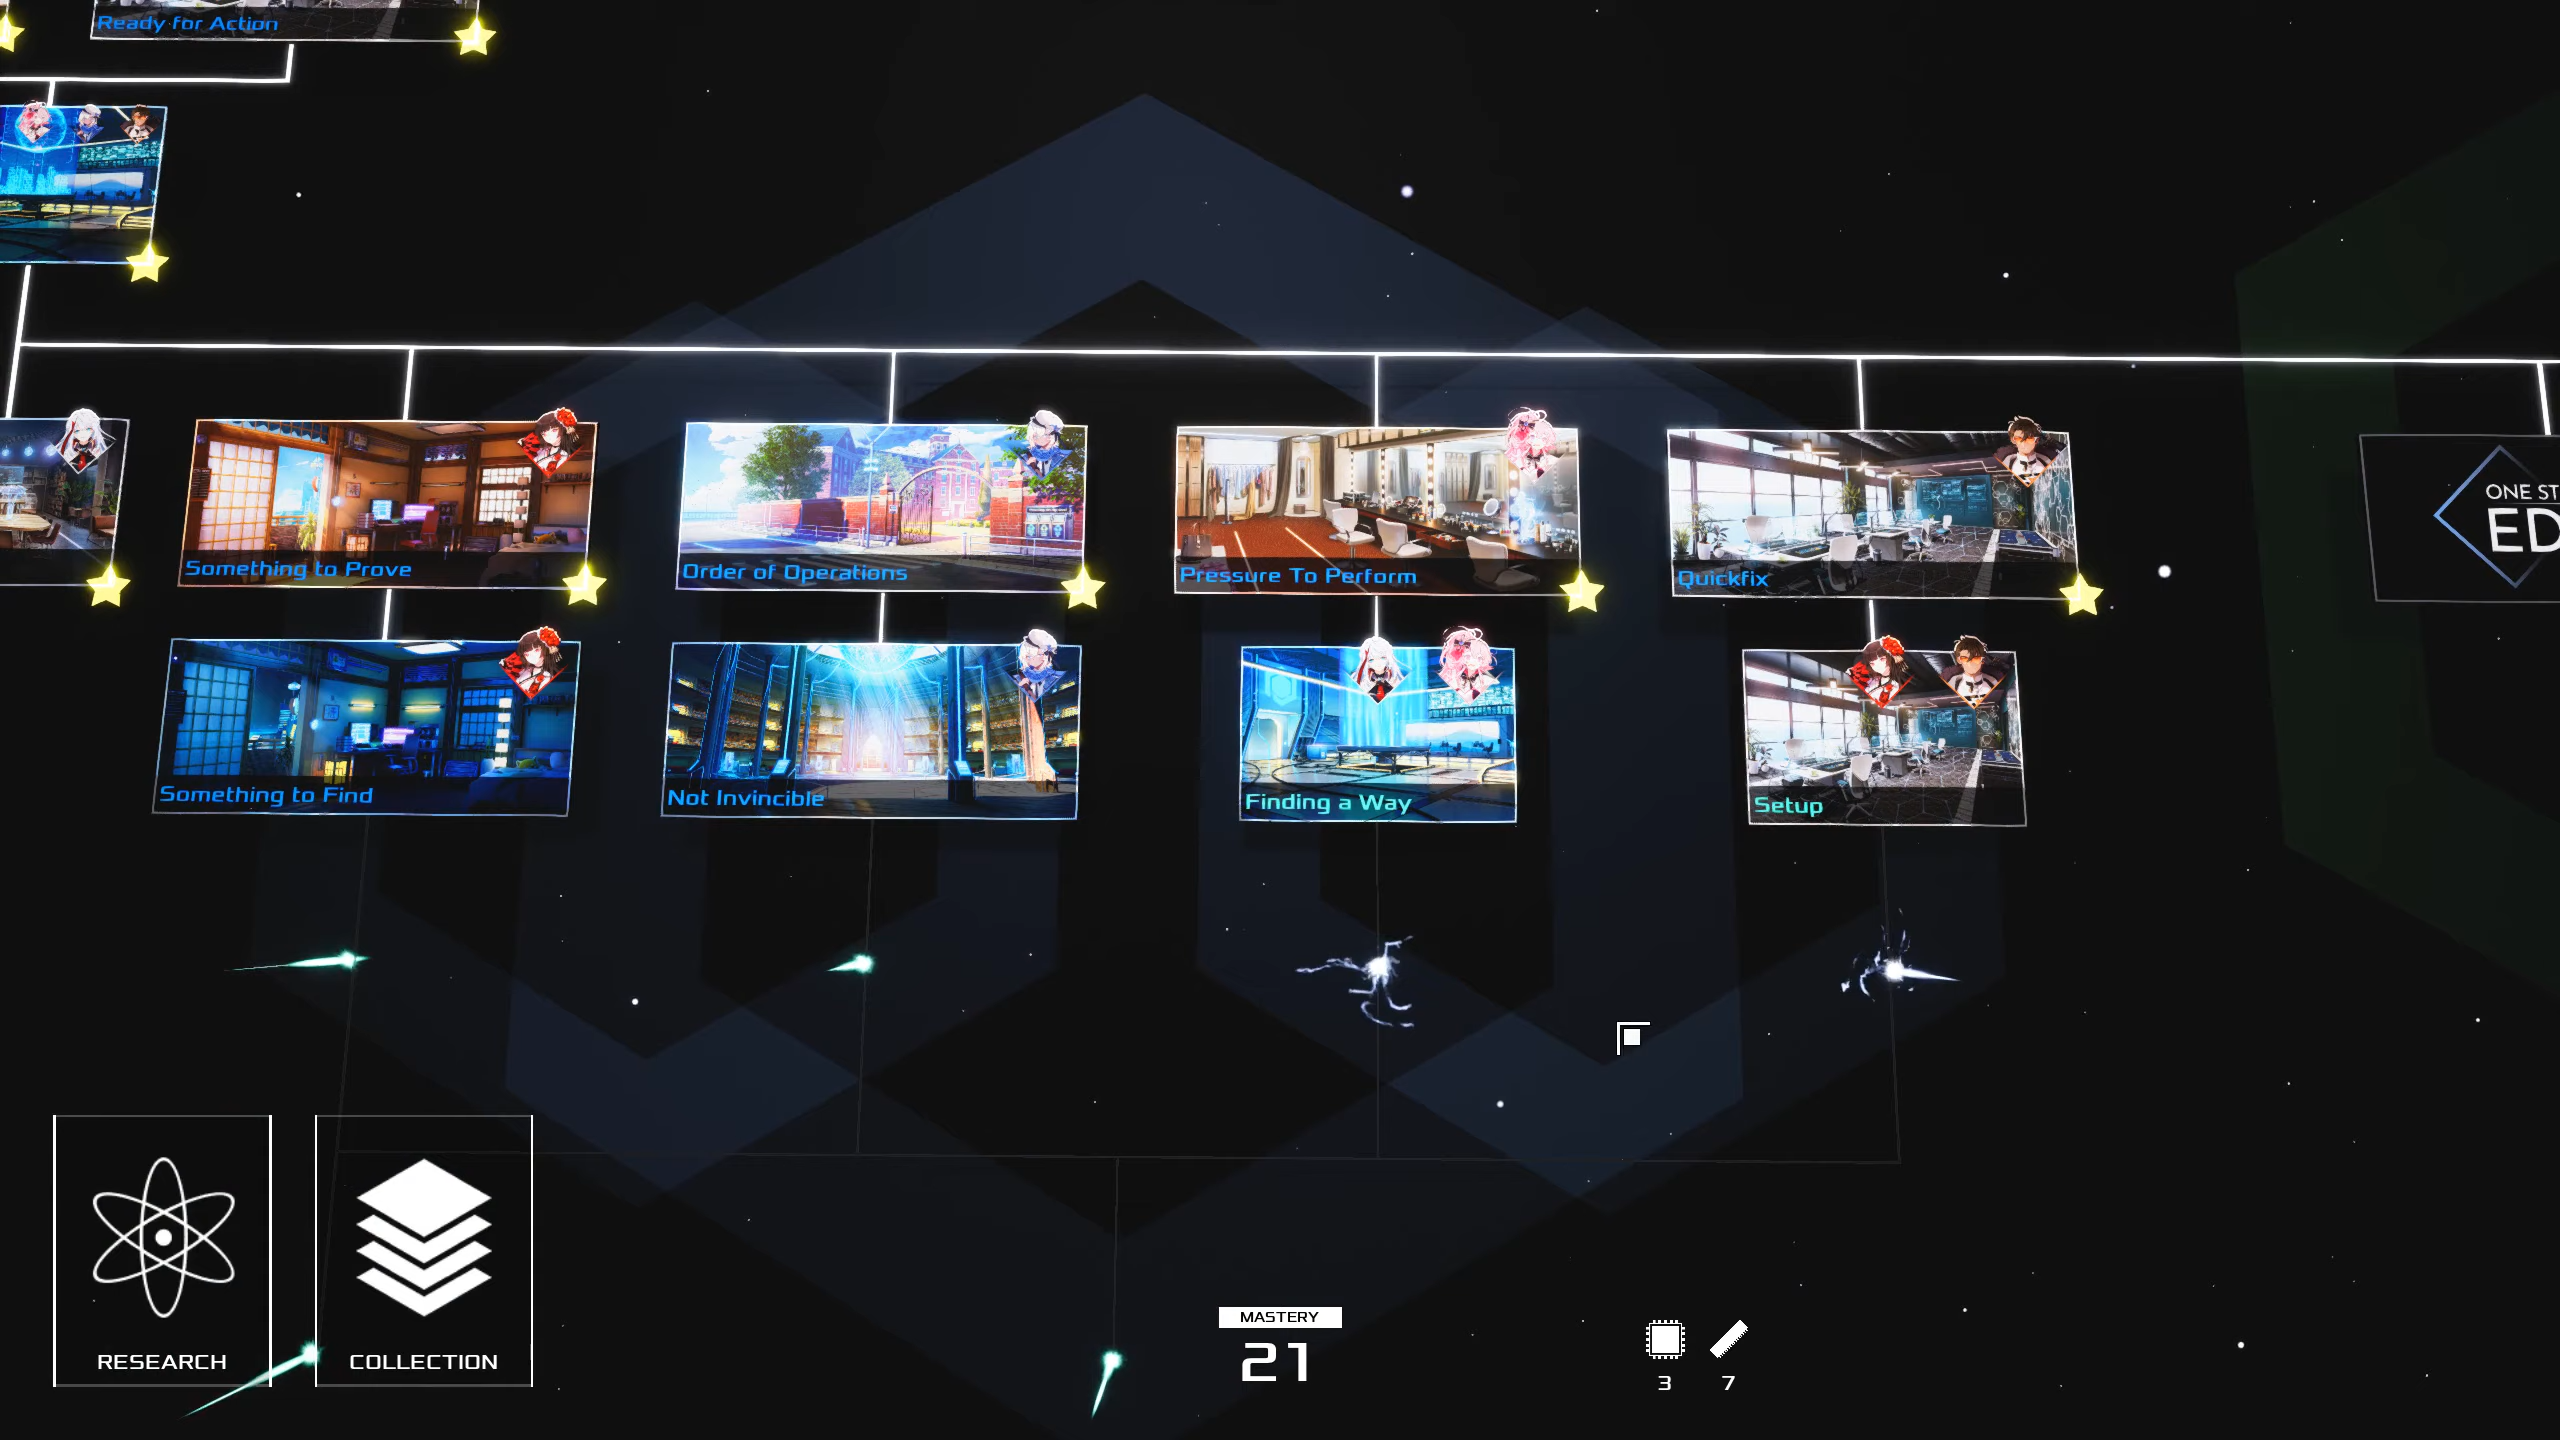 Ready for Action
Something to Prove
Order of Operations
Pressure To Perform
Quickfix
ONE ST
ED
Something to Find
Not Invincible
Finding a Way
Setup
RESEARCH
COLLECTION
MASTERY
21
3
7